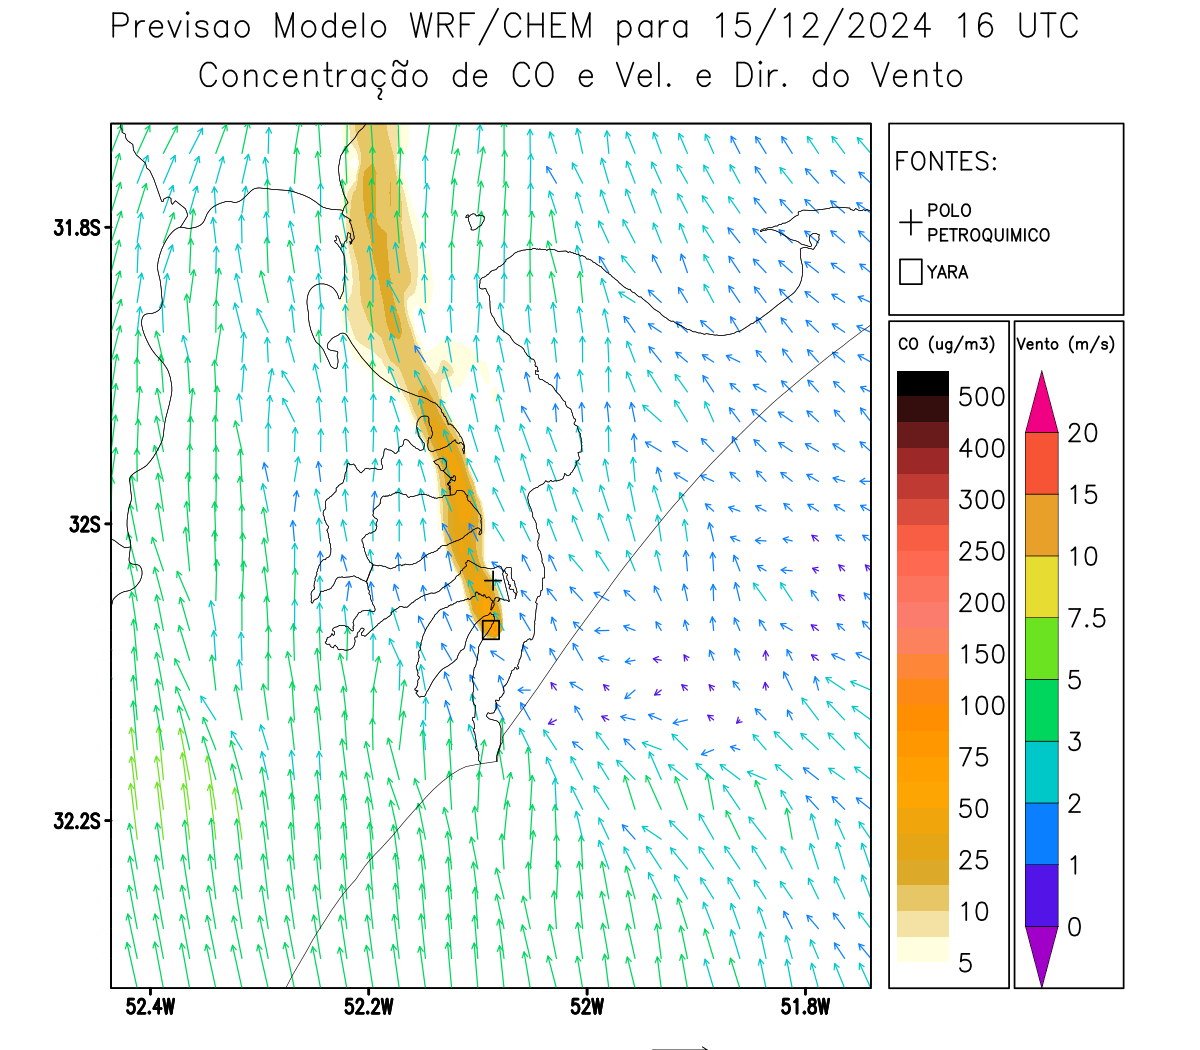 Previsao Modelo WRF/CHEM para 15/12/2024 16 UTC
Concentração de CO e Vel. e Dir. do Vento
FONTES:
POLO
PETROQUIMICO
YARA
CO (ug/m3)
500
400
300
250
200
150
100
75
50
25
10
5
Vento (m/s)
20
15
10
7.5
5
3
2
1
0
31.8S
32S
32.2S
52.4W
52.2W
52W
51.8W